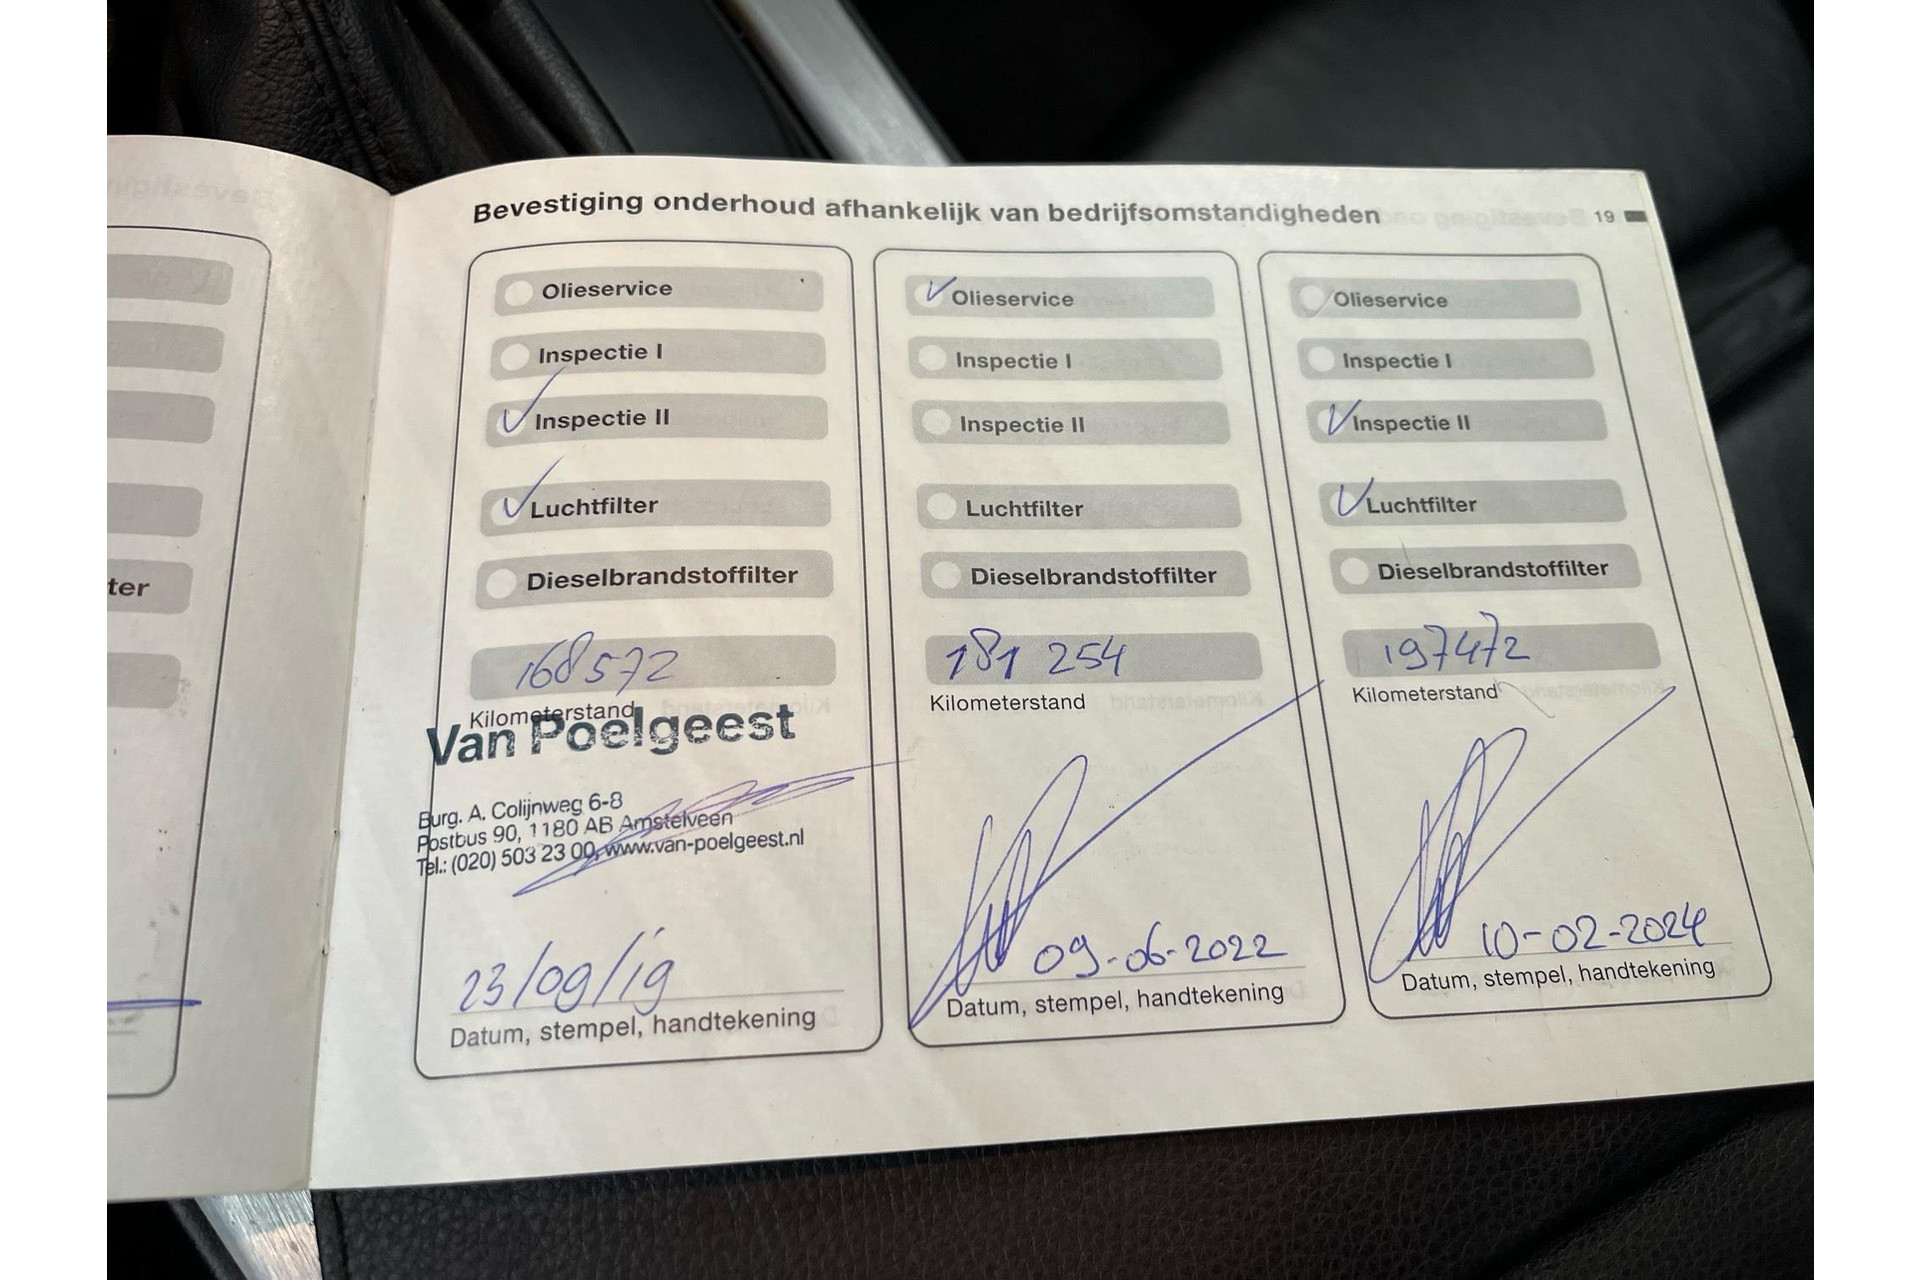 Bevestiging onderhoud afhankelijk van bedrijfsomstandigheden
19
ter
Olieservice
Inspectie I
Inspectie II
Luchtfilter
Dieselbrandstoffilter
168572
Kilometerstand
Van Poelgeest
Burg. A. Colijnweg 6-8
Postbus 90, 1180 AB Amstelveen
Tel.: (020) 503 23 00, www.van-poelgeest.nl
23/09/19
Datum, stempel, handtekening
Olieservice
Inspectie I
Inspectie II
Luchtfilter
Dieselbrandstoffilter
181 254
Kilometerstand
09-06-2022
Datum, stempel, handtekening
Olieservice
Inspectie I
Inspectie II
Luchtfilter
Dieselbrandstoffilter
197472
Kilometerstand
10-02-2024
Datum, stempel, handtekening